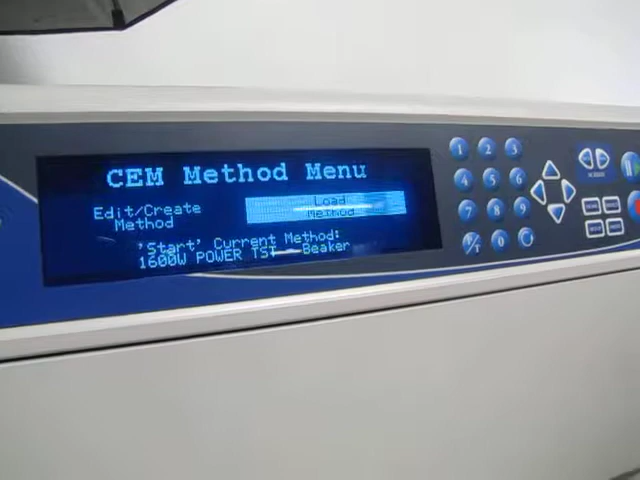 CEM Method Menu
Edit/Create
Method
Load
Method
'Start' Current Method:
1600W POWER TST - Beaker
1 2 3
4 5 6
7 8 9
0